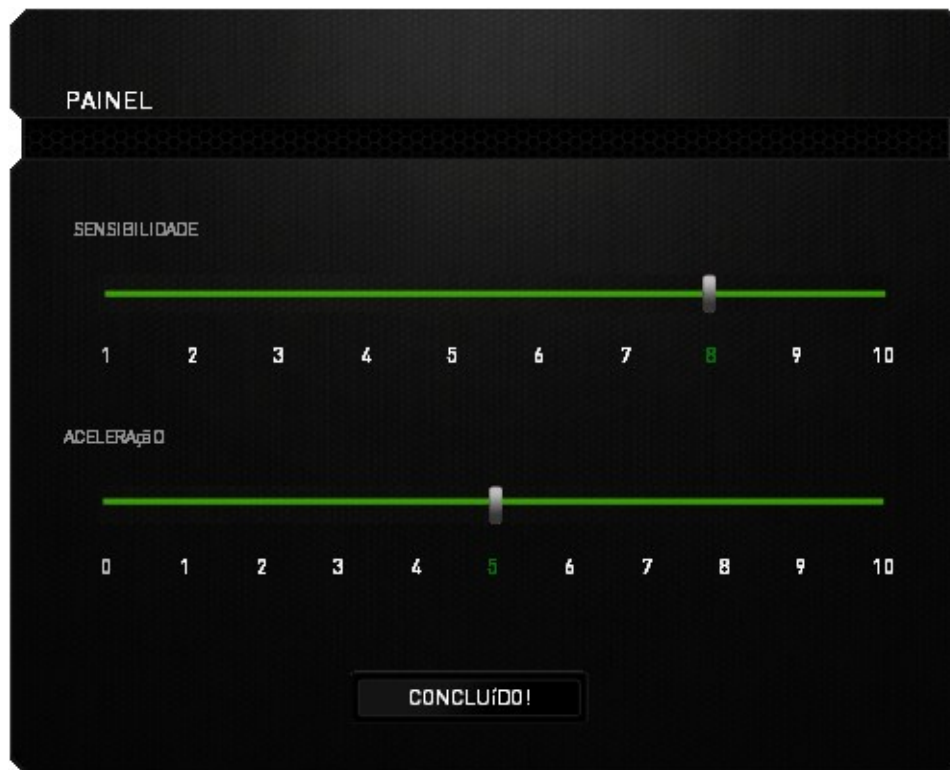 PAINEL
SENSIBILIDADE
1 2 3 4 5 6 7 8 9 10
ACELERAçãO
0 1 2 3 4 5 6 7 8 9 10
CONCLUíDO!